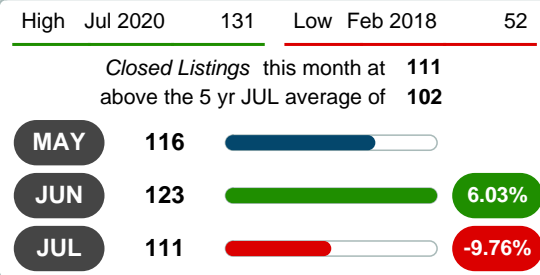 High Jul 2020 131 Low Feb 2018 52
Closed Listings this month at 111
above the 5 yr JUL average of 102
MAY 116
JUN 123 6.03%
JUL 111 -9.76%